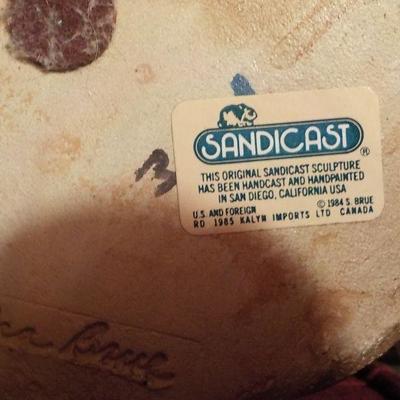 SANDICAST ®
THIS ORIGINAL SANDICAST SCULPTURE
HAS BEEN HANDCAST AND HANDPAINTED
IN SAN DIEGO, CALIFORNIA USA
© 1984 S. BRUE
U.S. AND FOREIGN
RD 1985 KALYN IMPORTS LTD CANADA
Brue